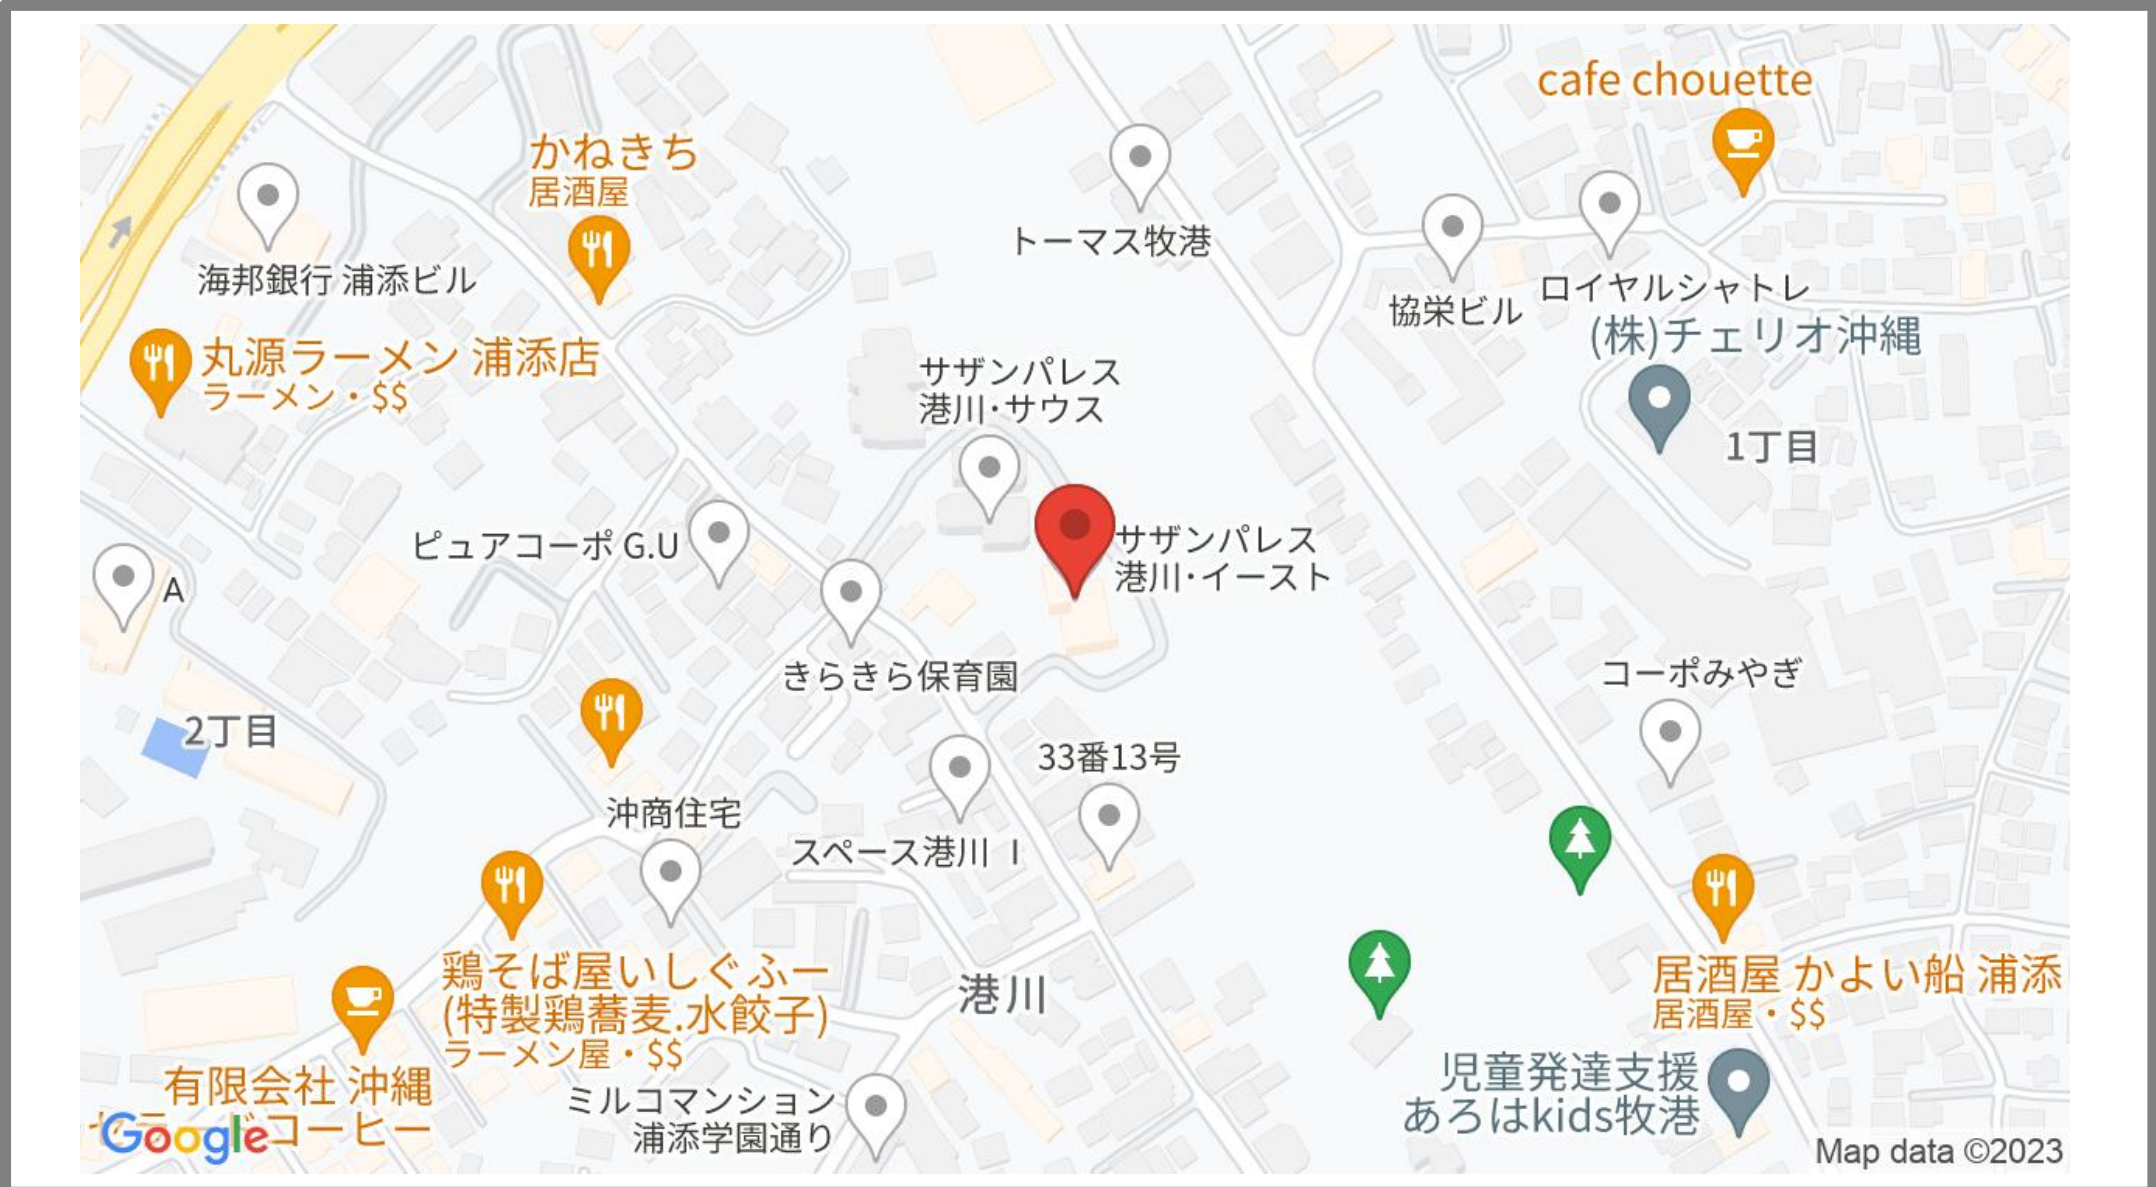 cafe chouette
かねきち
居酒屋
トーマス牧港
海邦銀行 浦添ビル
ロイヤルシャトレ
協栄ビル
(株)チェリオ沖縄
丸源ラーメン 浦添店
ラーメン・$$
サザンパレス
港川・サウス
1丁目
サザンパレス
港川・イースト
ピュアコーポ G.U
A
きらきら保育園
コーポみやぎ
2丁目
33番13号
沖商住宅
スペース港川 Ⅰ
鶏そば屋いしぐふー
(特製鶏蕎麦.水餃子)
ラーメン屋・$$
港川
居酒屋 かよい船 浦添
居酒屋・$$
有限会社 沖縄
コーヒー
Google
ミルコマンション
浦添学園通り
児童発達支援
あろはkids牧港
Map data ©2023